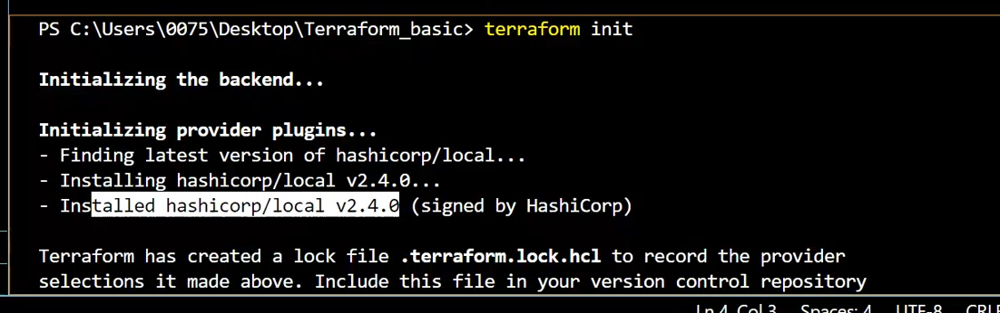 PS C:\Users\0075\Desktop\Terraform_basic> terraform init
Initializing the backend...
Initializing provider plugins...
- Finding latest version of hashicorp/local...
- Installing hashicorp/local v2.4.0...
- Installed hashicorp/local v2.4.0 (signed by HashiCorp)
Terraform has created a lock file .terraform.lock.hcl to record the provider
selections it made above. Include this file in your version control repository
Ln 4, Col 3 Spaces: 4 UTF-8 CRLF